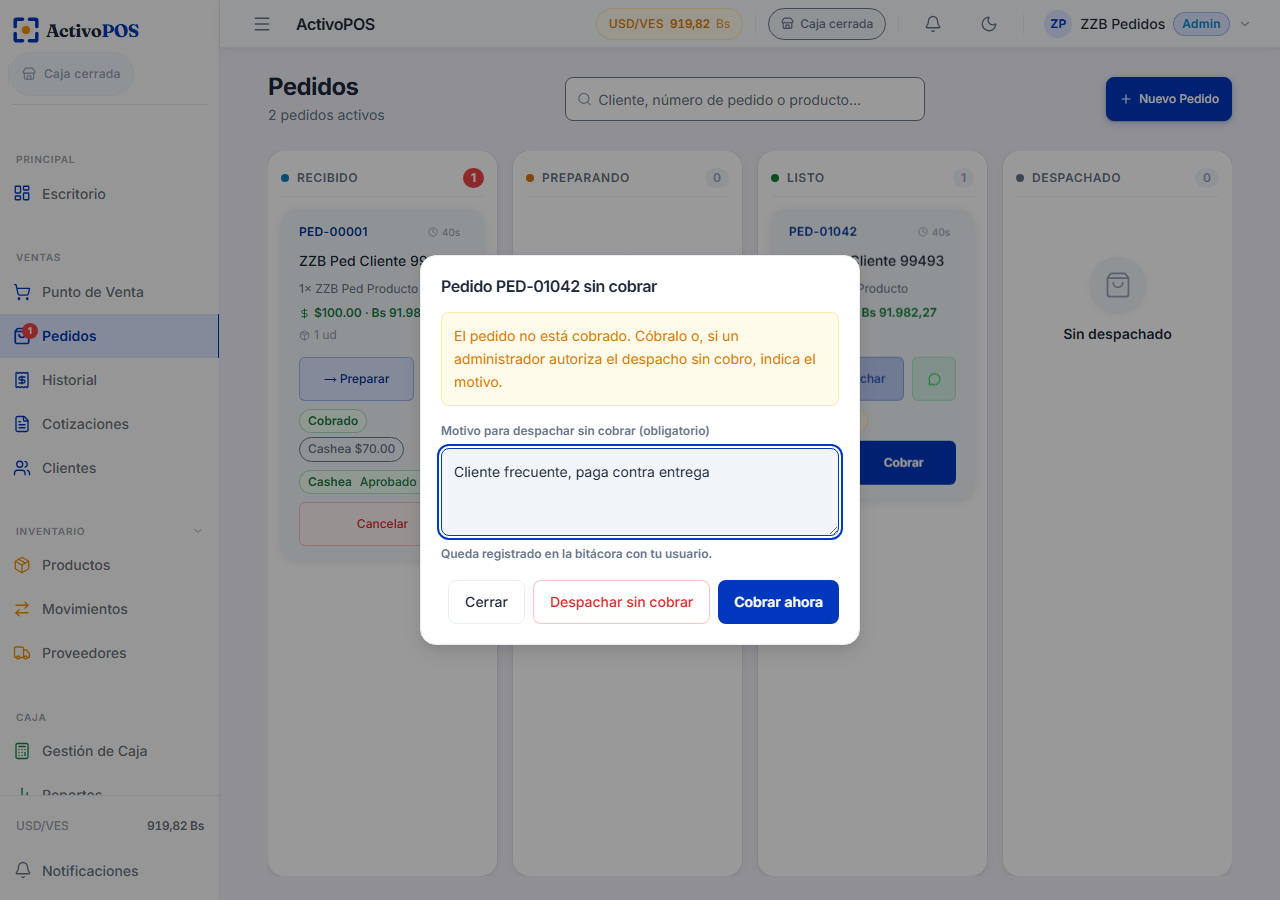 ActivoPOS
Caja cerrada
PRINCIPAL
Escritorio
VENTAS
Punto de Venta
1
Pedidos
Historial
Cotizaciones
Clientes
INVENTARIO
Productos
Movimientos
Proveedores
CAJA
Gestión de Caja
Reportes
USD/VES 919,82 Bs
Notificaciones
ActivoPOS
USD/VES 919,82 Bs
Caja cerrada
ZP ZZB Pedidos Admin
Pedidos
2 pedidos activos
Cliente, número de pedido o producto...
+ Nuevo Pedido
RECIBIDO 1
PED-00001 40s
ZZB Ped Cliente 99
1× ZZB Ped Producto
$ $100.00 · Bs 91.98
1 ud
→ Preparar
Cobrado
Cashea $70.00
Cashea Aprobado
Cancelar
PREPARANDO 0
LISTO 1
PED-01042 40s
Cliente 99493
Producto
Bs 91.982,27
char
Cobrar
DESPACHADO 0
Sin despachado
Pedido PED-01042 sin cobrar
El pedido no está cobrado. Cóbralo o, si un
administrador autoriza el despacho sin cobro, indica el
motivo.
Motivo para despachar sin cobrar (obligatorio)
Cliente frecuente, paga contra entrega
Queda registrado en la bitácora con tu usuario.
Cerrar
Despachar sin cobrar
Cobrar ahora